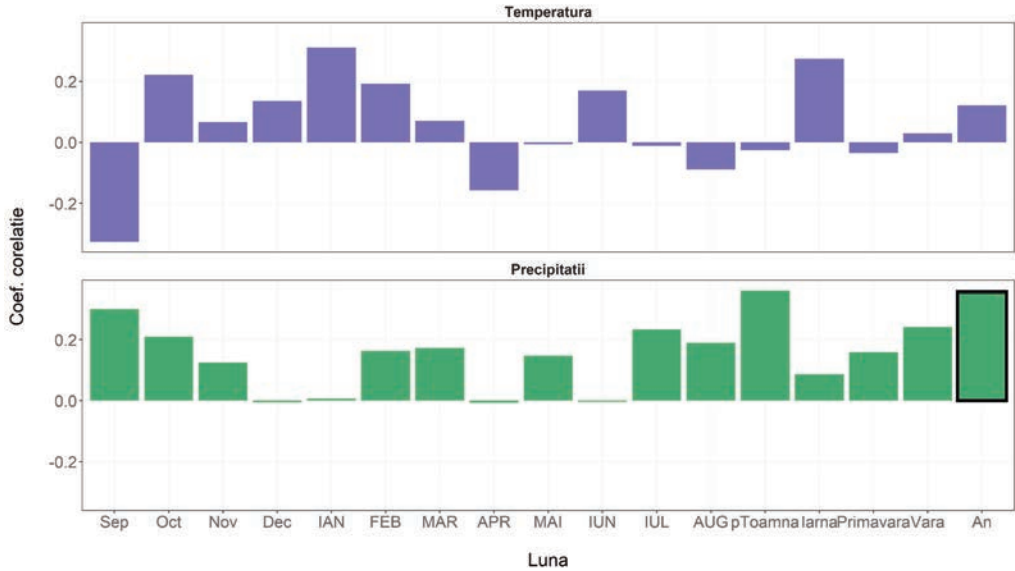 Temperatura
0.2
0.0
-0.2
Precipitatii
0.2
0.0
-0.2
Coef. corelatie
Sep Oct Nov Dec IAN FEB MAR APR MAI IUN IUL AUG pToamna Iarna Primavara Vara An
Luna